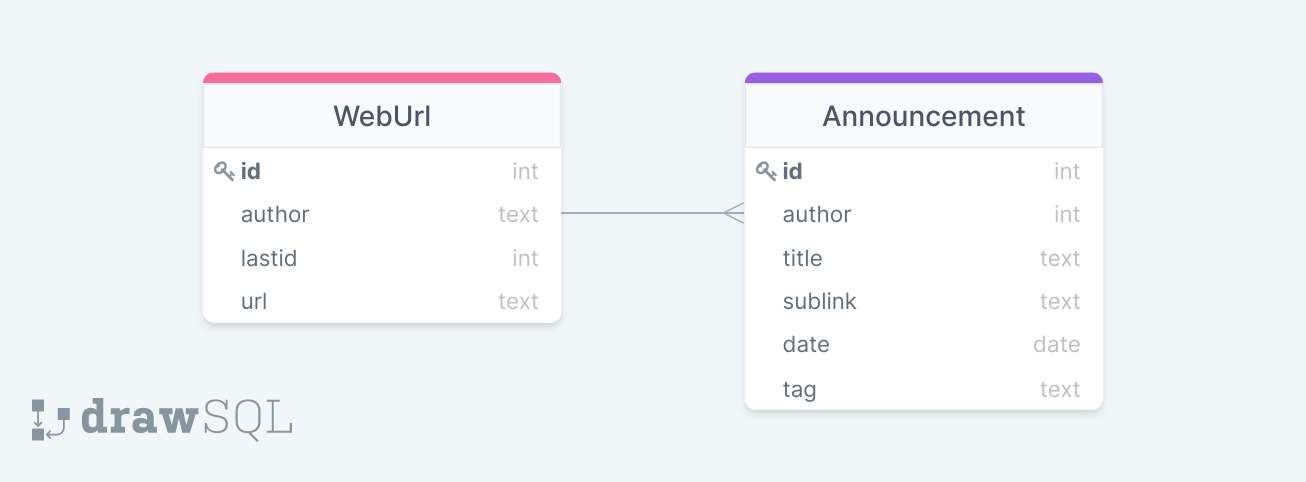 WebUrl
id int
author text
lastid int
url text
Announcement
id int
author int
title text
sublink text
date date
tag text
drawSQL